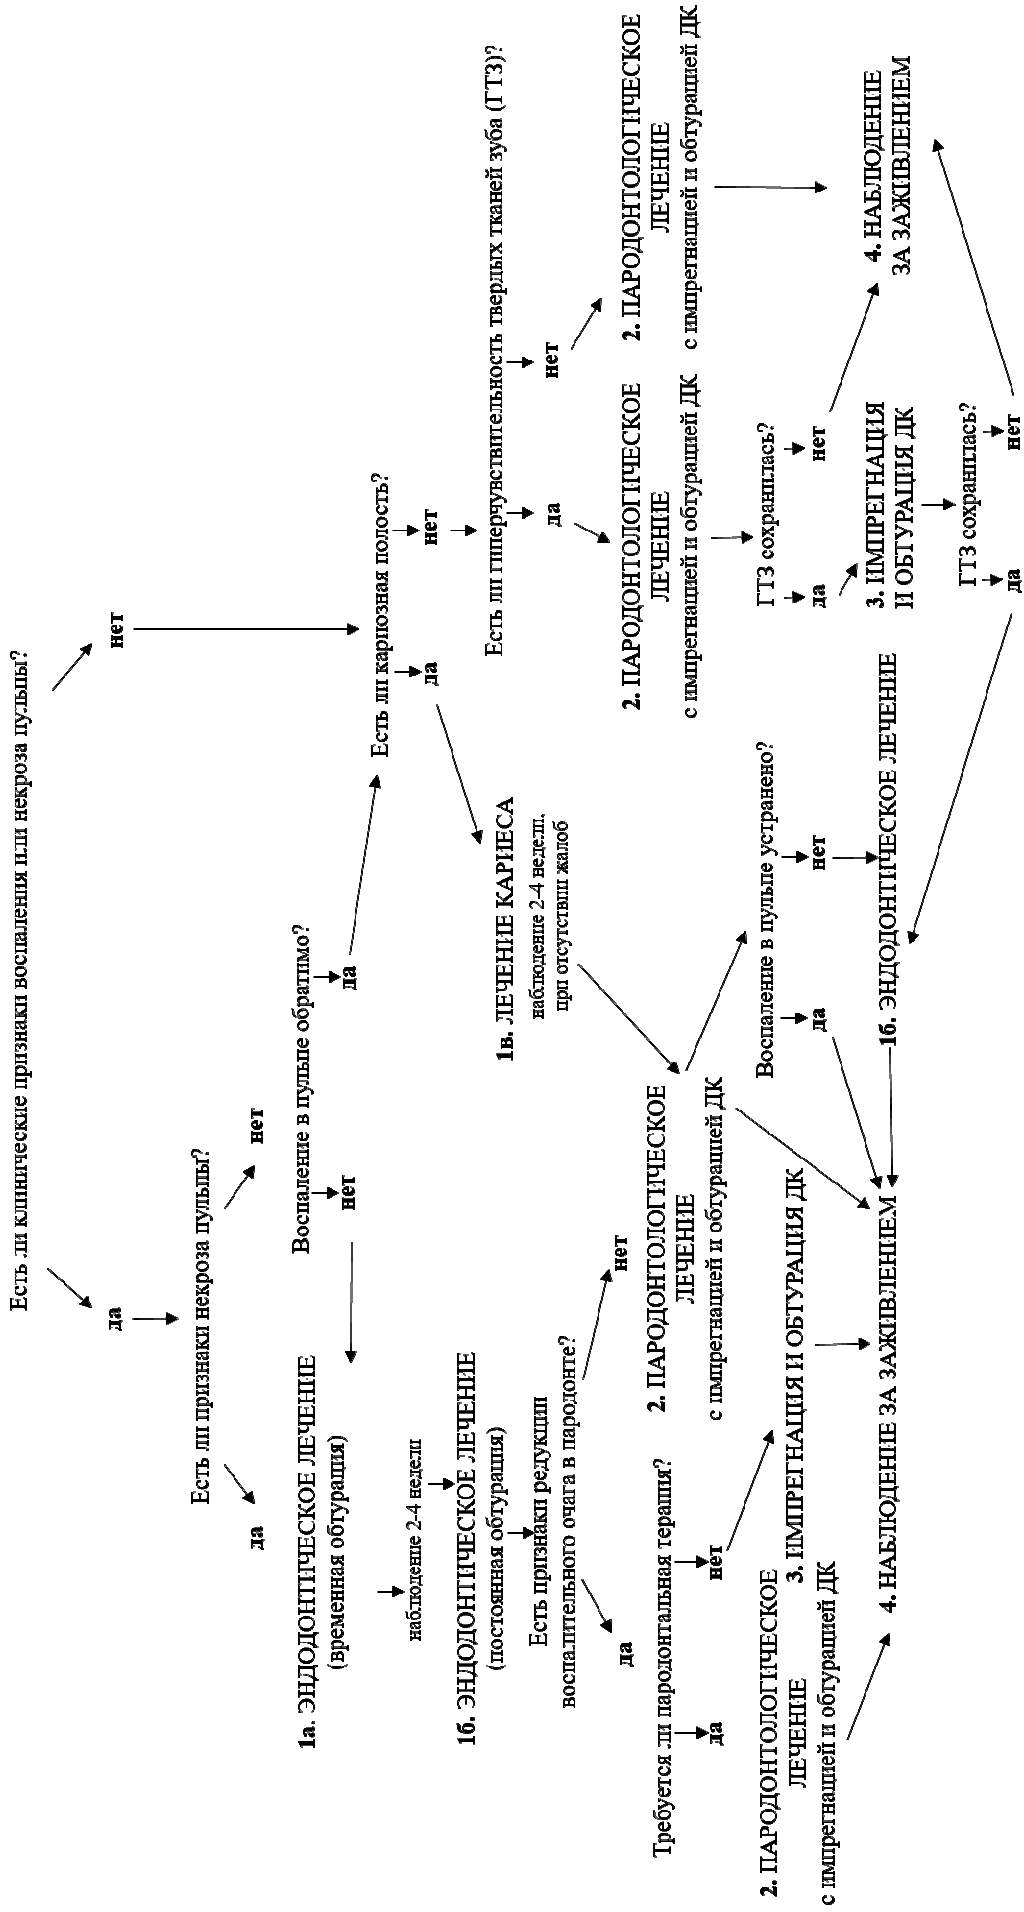 Есть ли клинические признаки воспаления или некроза пульпы?
да
нет
Есть ли признаки некроза пульпы?
да
нет
Воспаление в пульпе обратимо?
нет
да
Есть ли кариозная полость?
да
нет
1а. ЭНДОДОНТИЧЕСКОЕ ЛЕЧЕНИЕ
(временная обтурация)
наблюдение 2-4 недели
1б. ЭНДОДОНТИЧЕСКОЕ ЛЕЧЕНИЕ
(постоянная обтурация)
1в. ЛЕЧЕНИЕ КАРИЕСА
наблюдение 2-4 недели,
при отсутствии жалоб
Есть ли гиперчувствительность твердых тканей зуба (ГТЗ)?
да
нет
Есть признаки редукции
воспалительного очага в пародонте?
да
нет
2. ПАРОДОНТОЛОГИЧЕСКОЕ
ЛЕЧЕНИЕ
с импрегнацией и обтурацией ДК
2. ПАРОДОНТОЛОГИЧЕСКОЕ
ЛЕЧЕНИЕ
с импрегнацией и обтурацией ДК
2. ПАРОДОНТОЛОГИЧЕСКОЕ
ЛЕЧЕНИЕ
с импрегнацией и обтурацией ДК
Требуется ли пародонтальная терапия?
да
нет
Воспаление в пульпе устранено?
да
нет
ГТЗ сохранилась?
да
нет
2. ПАРОДОНТОЛОГИЧЕСКОЕ
ЛЕЧЕНИЕ
с импрегнацией и обтурацией ДК
3. ИМПРЕГНАЦИЯ И ОБТУРАЦИЯ ДК
4. НАБЛЮДЕНИЕ ЗА ЗАЖИВЛЕНИЕМ
1б. ЭНДОДОНТИЧЕСКОЕ ЛЕЧЕНИЕ
3. ИМПРЕГНАЦИЯ
И ОБТУРАЦИЯ ДК
4. НАБЛЮДЕНИЕ
ЗА ЗАЖИВЛЕНИЕМ
ГТЗ сохранилась?
да
нет